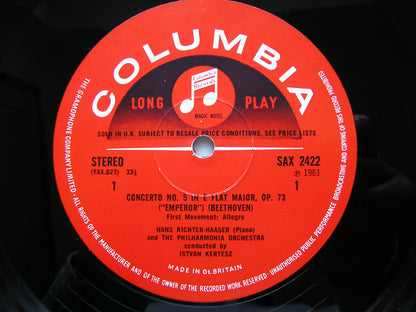 COLUMBIA
LONG PLAY
Columbia
Records
MAGIC NOTES
SOLD IN U.K. SUBJECT TO RESALE PRICE CONDITIONS, SEE PRICE LISTS
STEREO SAX 2422
(YAX.627) 33⅓ ℗ 1961
1 1
CONCERTO NO. 5 IN E FLAT MAJOR, OP. 73
("EMPEROR") (BEETHOVEN)
First Movement: Allegro
HANS RICHTER-HAASER (Piano)
and THE PHILHARMONIA ORCHESTRA
conducted by
ISTVAN KERTESZ
MADE IN Gt. BRITAIN
THE GRAMOPHONE COMPANY LIMITED. ALL RIGHTS OF THE MANUFACTURER AND OF THE OWNER OF THE RECORDED WORK RESERVED. UNAUTHORISED PUBLIC PERFORMANCE BROADCASTING AND COPYING OF THIS RECORD PROHIBITED